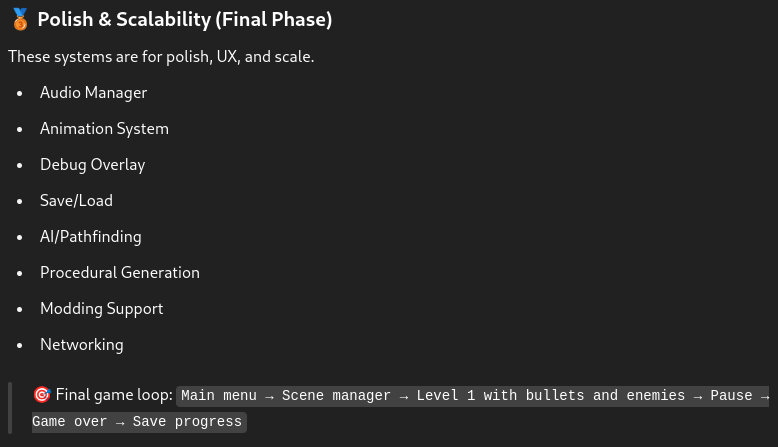 🥉 Polish & Scalability (Final Phase)
These systems are for polish, UX, and scale.
• Audio Manager
• Animation System
• Debug Overlay
• Save/Load
• AI/Pathfinding
• Procedural Generation
• Modding Support
• Networking
🎯 Final game loop: Main menu → Scene manager → Level 1 with bullets and enemies → Pause →
Game over → Save progress